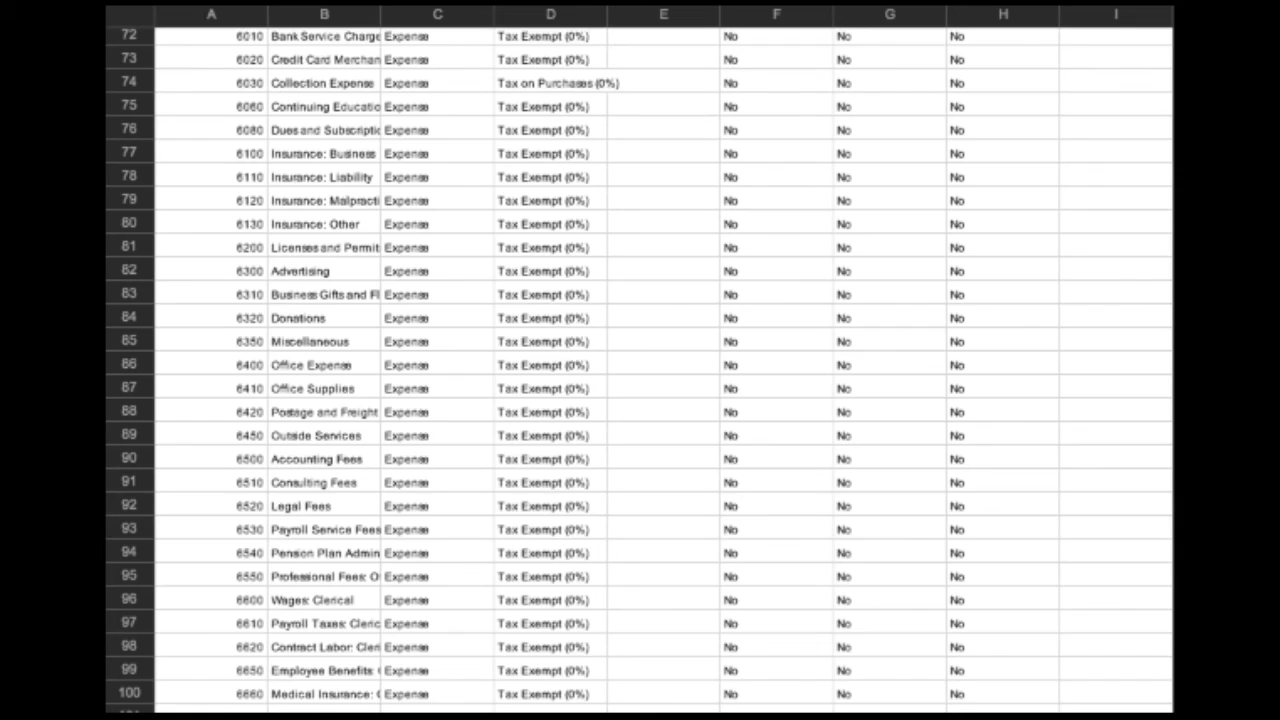 A B C D E F G H I
72 6010 Bank Service Charge Expense Tax Exempt (0%) No No No
73 6020 Credit Card Merchan Expense Tax Exempt (0%) No No No
74 6030 Collection Expense Expense Tax on Purchases (0%) No No No
75 6060 Continuing Educatio Expense Tax Exempt (0%) No No No
76 6080 Dues and Subscriptic Expense Tax Exempt (0%) No No No
77 6100 Insurance: Business Expense Tax Exempt (0%) No No No
78 6110 Insurance: Liability Expense Tax Exempt (0%) No No No
79 6120 Insurance: Malpracti Expense Tax Exempt (0%) No No No
80 6130 Insurance: Other Expense Tax Exempt (0%) No No No
81 6200 Licenses and Permit Expense Tax Exempt (0%) No No No
82 6300 Advertising Expense Tax Exempt (0%) No No No
83 6310 Business Gifts and Fl Expense Tax Exempt (0%) No No No
84 6320 Donations Expense Tax Exempt (0%) No No No
85 6350 Miscellaneous Expense Tax Exempt (0%) No No No
86 6400 Office Expense Expense Tax Exempt (0%) No No No
87 6410 Office Supplies Expense Tax Exempt (0%) No No No
88 6420 Postage and Freight Expense Tax Exempt (0%) No No No
89 6450 Outside Services Expense Tax Exempt (0%) No No No
90 6500 Accounting Fees Expense Tax Exempt (0%) No No No
91 6510 Consulting Fees Expense Tax Exempt (0%) No No No
92 6520 Legal Fees Expense Tax Exempt (0%) No No No
93 6530 Payroll Service Fees Expense Tax Exempt (0%) No No No
94 6540 Pension Plan Admin Expense Tax Exempt (0%) No No No
95 6550 Professional Fees: O Expense Tax Exempt (0%) No No No
96 6600 Wages: Clerical Expense Tax Exempt (0%) No No No
97 6610 Payroll Taxes: Cleric Expense Tax Exempt (0%) No No No
98 6620 Contract Labor: Cler Expense Tax Exempt (0%) No No No
99 6650 Employee Benefits: Expense Tax Exempt (0%) No No No
100 6660 Medical Insurance: Expense Tax Exempt (0%) No No No